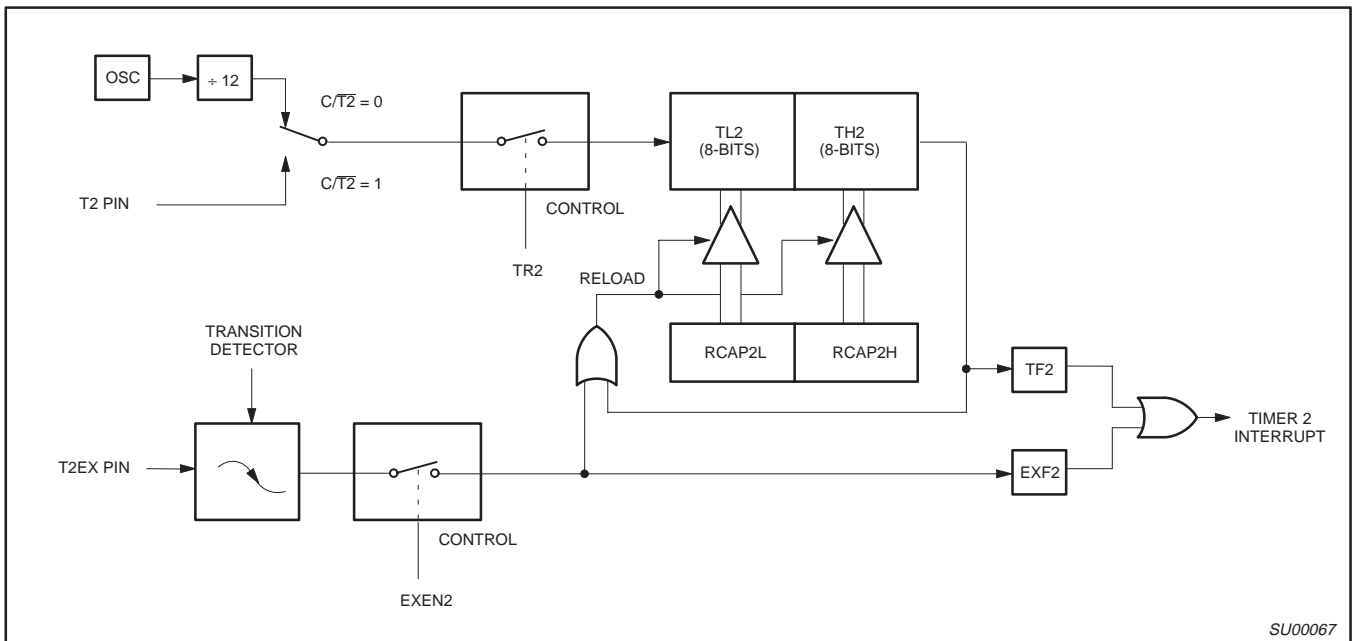 OSC
÷ 12
C/T2 = 0
C/T2 = 1
T2 PIN
CONTROL
TR2
TL2
(8-BITS)
TH2
(8-BITS)
RELOAD
RCAP2L
RCAP2H
TRANSITION
DETECTOR
T2EX PIN
CONTROL
EXEN2
TF2
EXF2
TIMER 2
INTERRUPT
SU00067